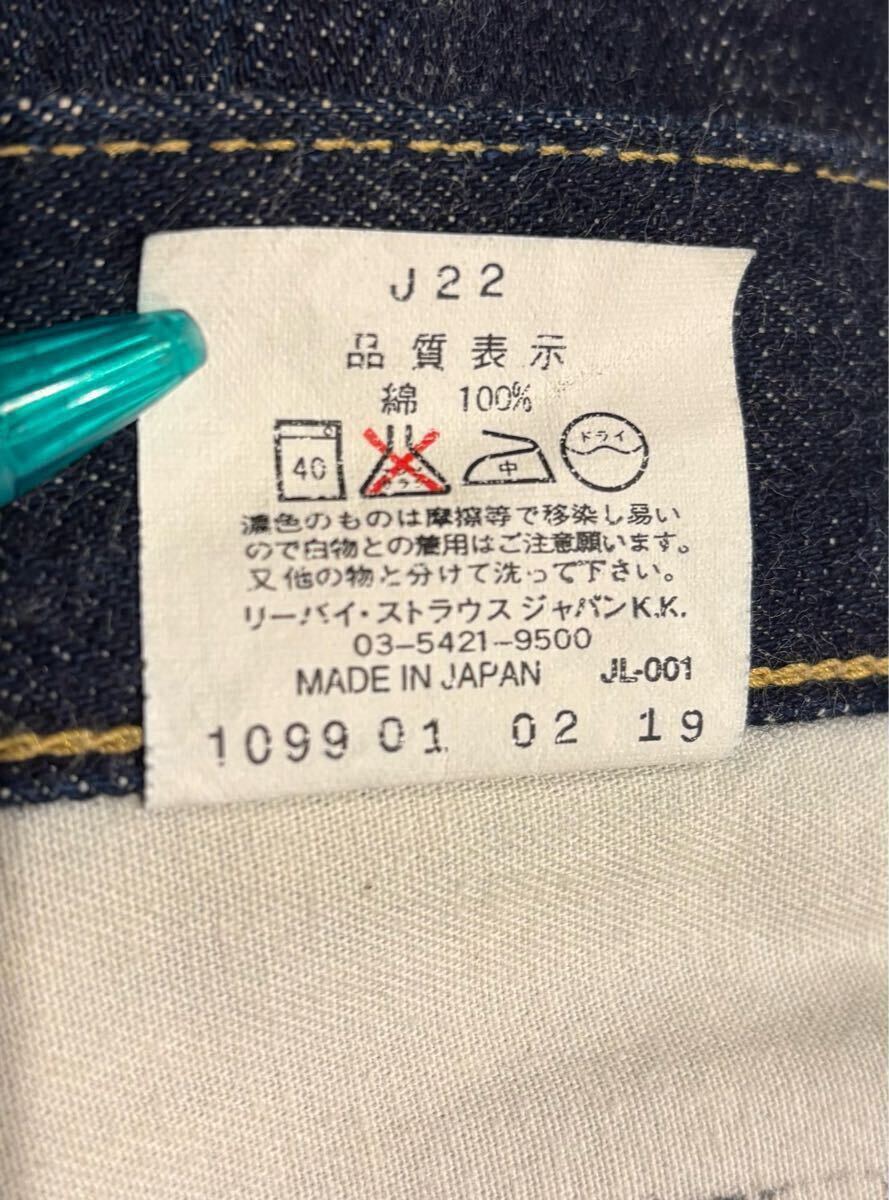 J22
品質表示
綿 100%
40 中 ドライ
濃色のものは摩擦等で移染し易い
ので白物との着用はご注意願います。
又他の物と分けて洗って下さい。
リーバイ・ストラウス ジャパンK.K.
03-5421-9500
MADE IN JAPAN JL-001
1099 01 02 19